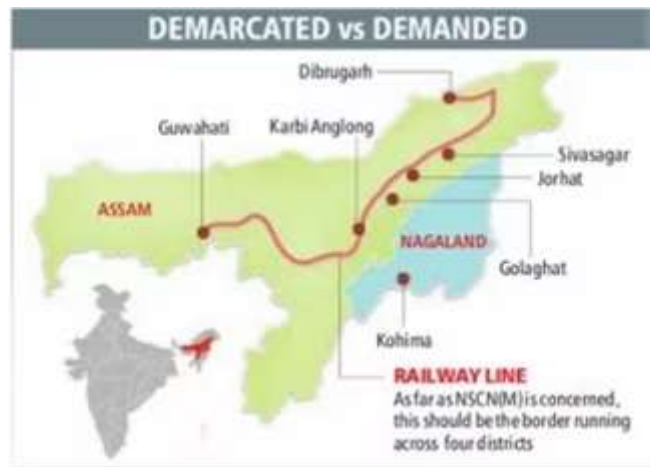 DEMARCATED vs DEMANDED
Dibrugarh
Guwahati
Karbi Anglong
Sivasagar
Jorhat
ASSAM
NAGALAND
Golaghat
Kohima
RAILWAY LINE
As far as NSCN(M) is concerned,
this should be the border running
across four districts